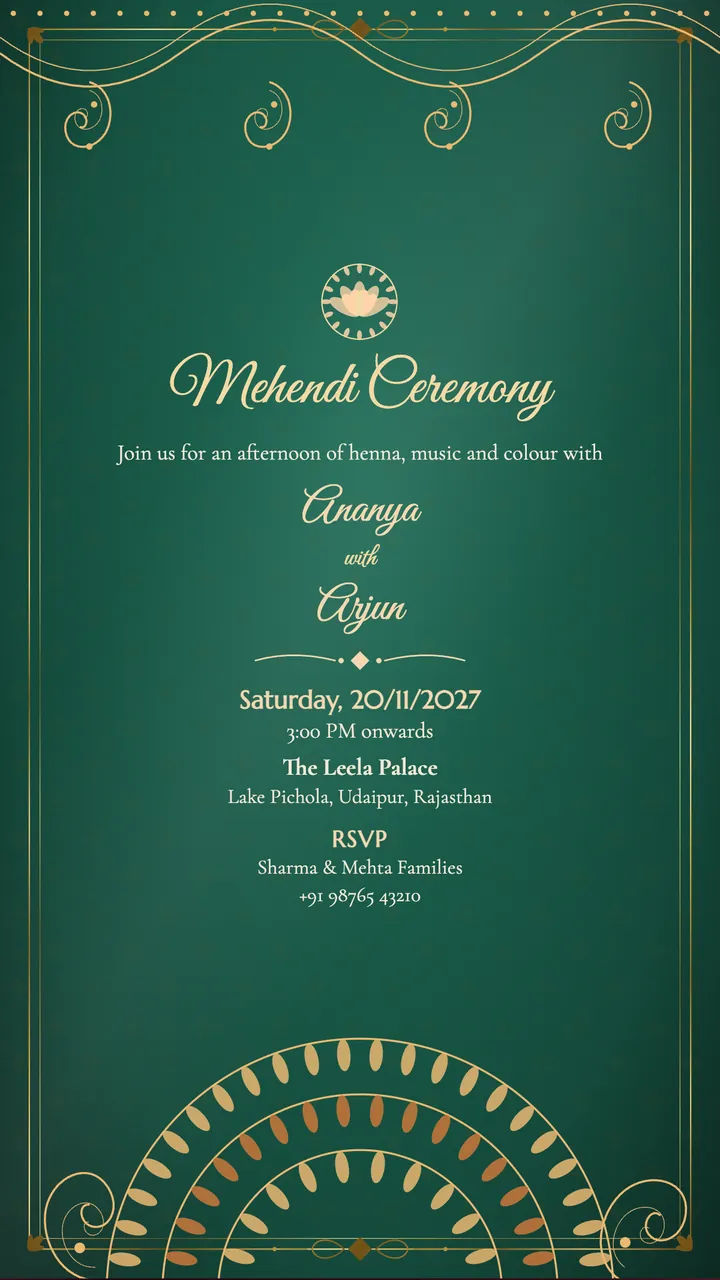 Mehendi Ceremony
Join us for an afternoon of henna, music and colour with
Ananya
with
Arjun
Saturday, 20/11/2027
3:00 PM onwards
The Leela Palace
Lake Pichola, Udaipur, Rajasthan
RSVP
Sharma & Mehta Families
+91 98765 43210